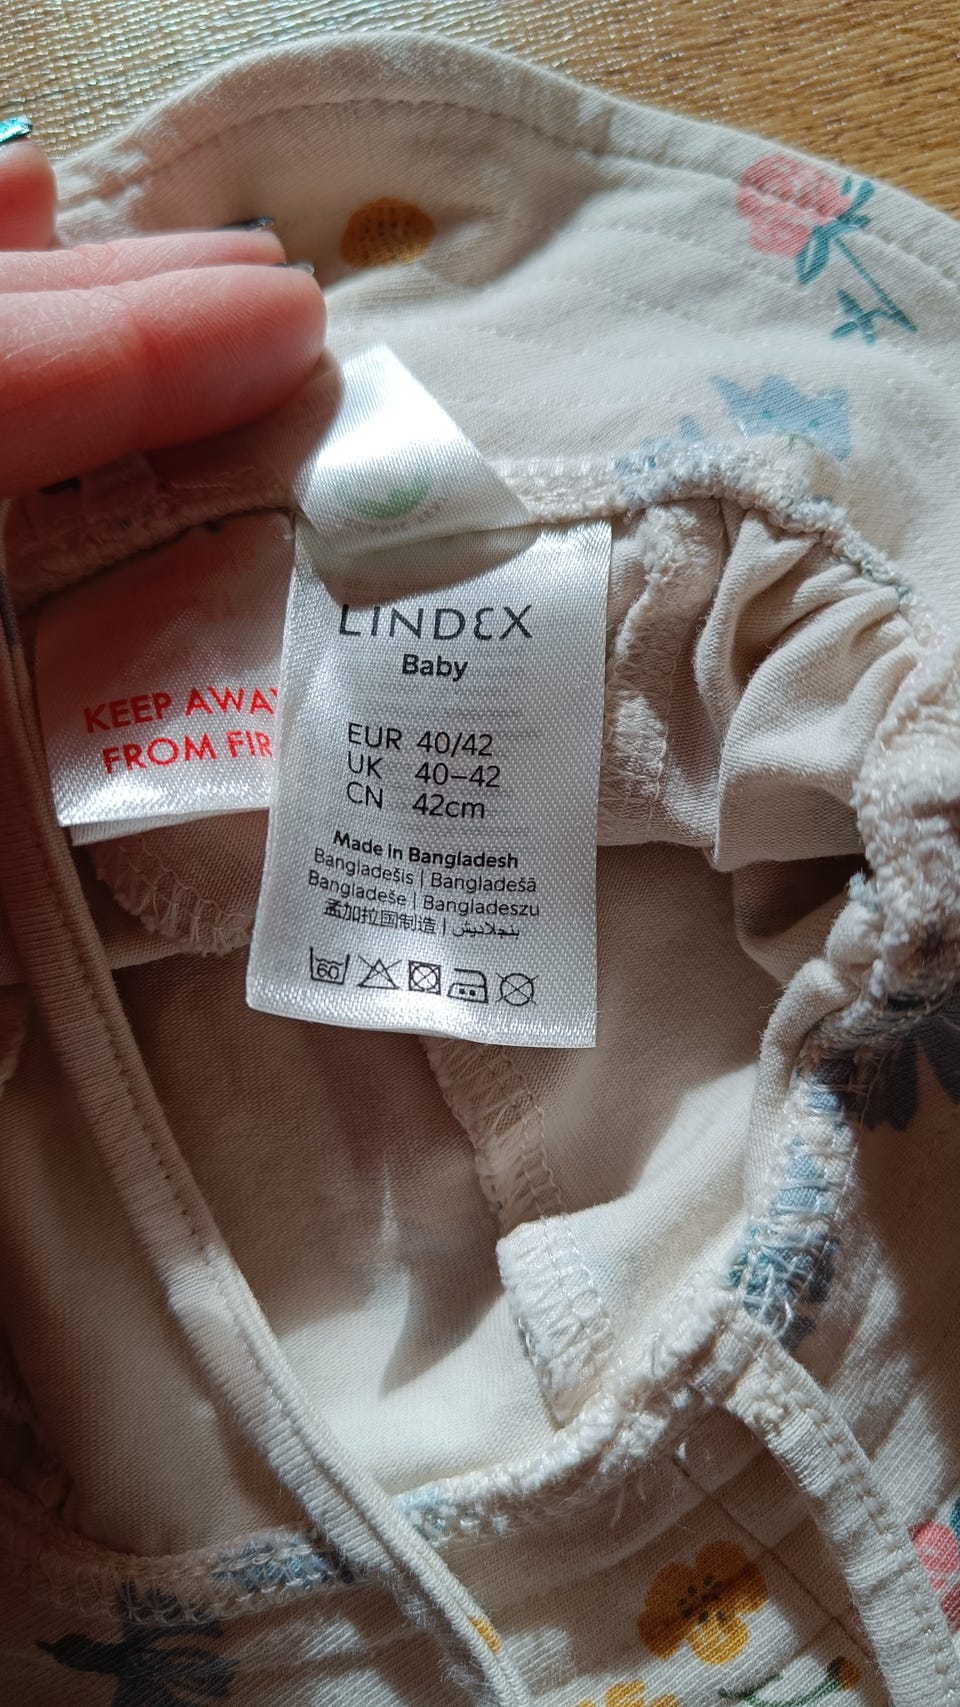 LINDEX
Baby
EUR 40/42
UK 40–42
CN 42cm
Made in Bangladesh
Bangladešis | Bangladešā
Bangladeše | Bangladeszu
孟加拉国制造 | بنجلاديش
60
KEEP AWAY
FROM FIR